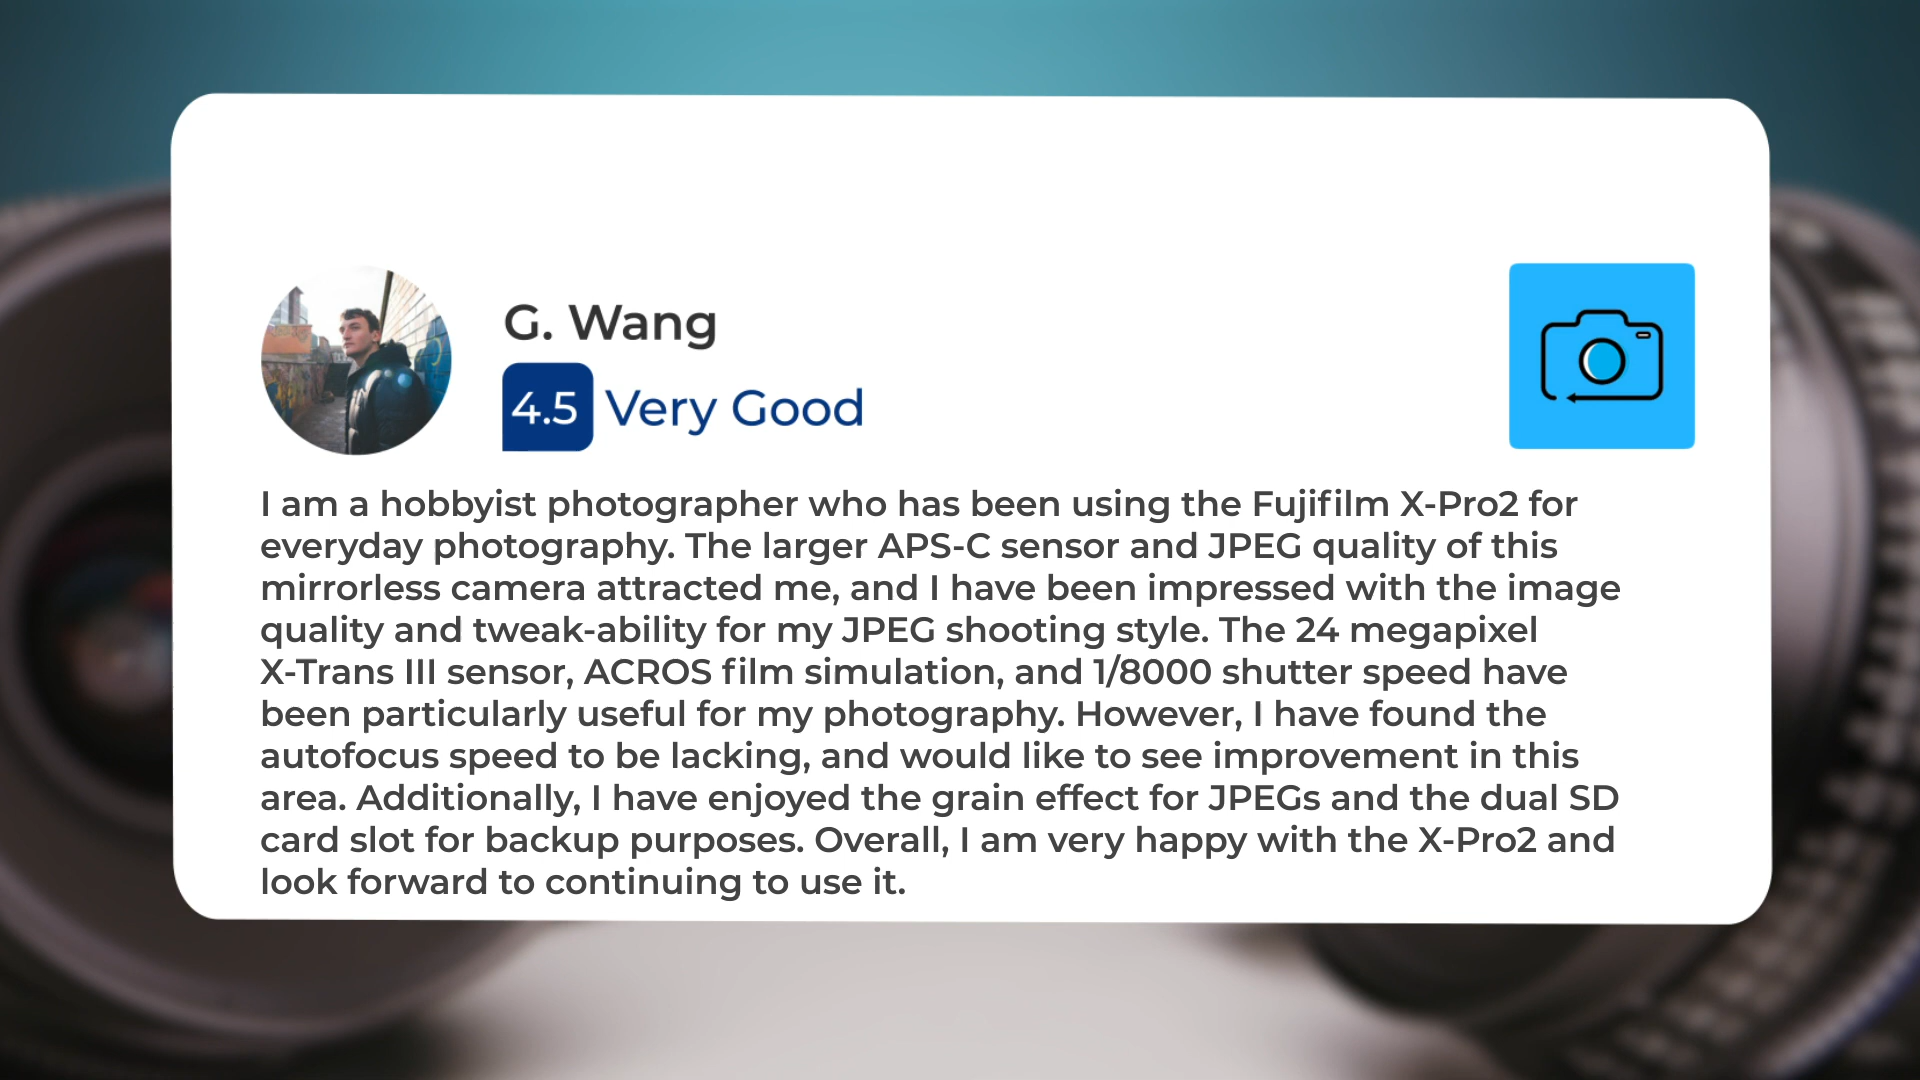 G. Wang
4.5 Very Good
I am a hobbyist photographer who has been using the Fujifilm X-Pro2 for
everyday photography. The larger APS-C sensor and JPEG quality of this
mirrorless camera attracted me, and I have been impressed with the image
quality and tweak-ability for my JPEG shooting style. The 24 megapixel
X-Trans III sensor, ACROS film simulation, and 1/8000 shutter speed have
been particularly useful for my photography. However, I have found the
autofocus speed to be lacking, and would like to see improvement in this
area. Additionally, I have enjoyed the grain effect for JPEGs and the dual SD
card slot for backup purposes. Overall, I am very happy with the X-Pro2 and
look forward to continuing to use it.